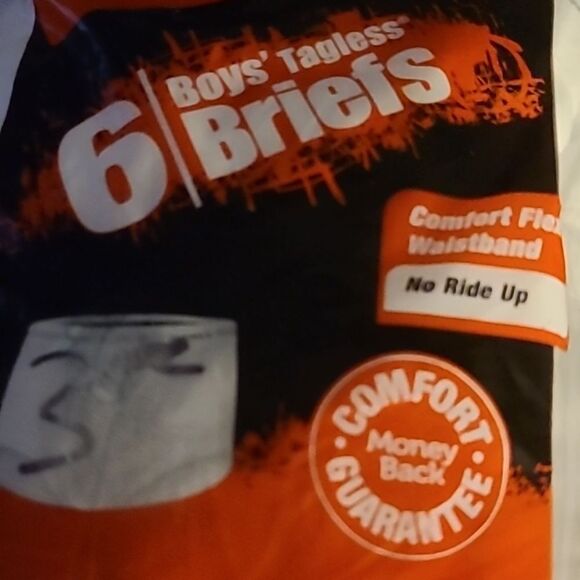 6
Boys' Tagless®
Briefs
Comfort Flex
Waistband
No Ride Up
COMFORT
Money
Back
GUARANTEE